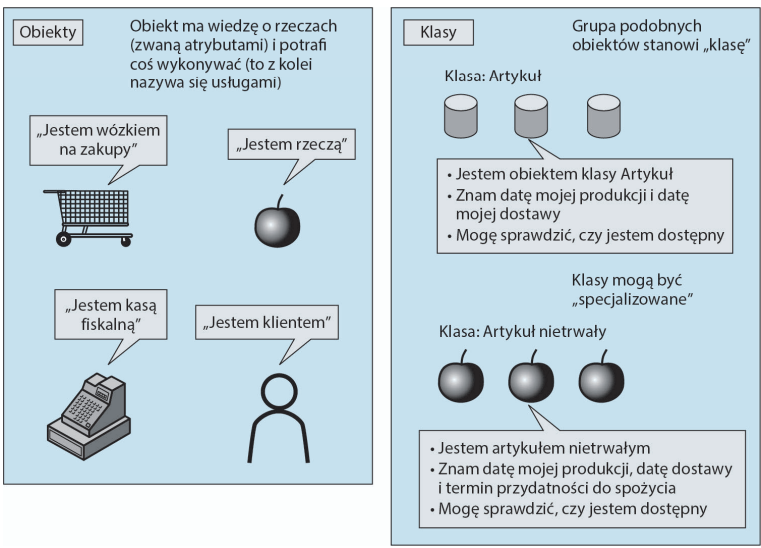 Obiekty
Obiekt ma wiedzę o rzeczach
(zwaną atrybutami) i potrafi
coś wykonywać (to z kolei
nazywa się usługami)
„Jestem wózkiem
na zakupy”
„Jestem rzeczą”
„Jestem kasą
fiskalną”
„Jestem klientem”
Klasy
Grupa podobnych
obiektów stanowi „klasę”
Klasa: Artykuł
• Jestem obiektem klasy Artykuł
• Znam datę mojej produkcji i datę
mojej dostawy
• Mogę sprawdzić, czy jestem dostępny
Klasy mogą być
„specjalizowane”
Klasa: Artykuł nietrwały
• Jestem artykułem nietrwałym
• Znam datę mojej produkcji, datę dostawy
i termin przydatności do spożycia
• Mogę sprawdzić, czy jestem dostępny